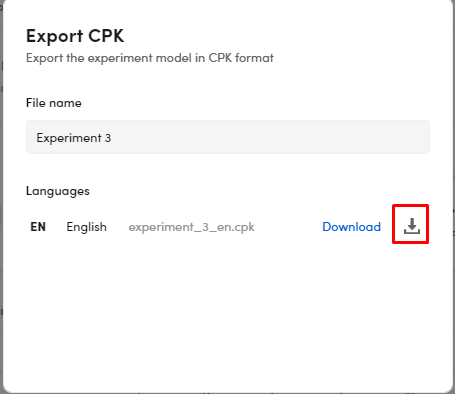 Export CPK
Export the experiment model in CPK format
File name
Experiment 3
Languages
EN English experiment_3_en.cpk Download